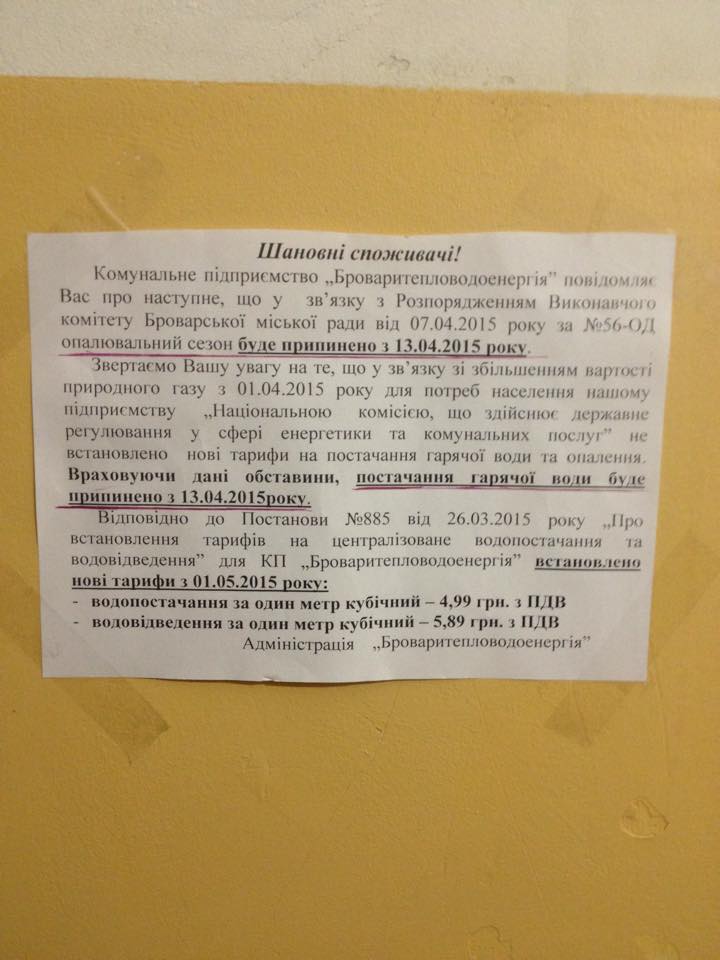 Шановні споживачі!
Комунальне підприємство „Броваритепловодоенергія” повідомляє
Вас про наступне, що у зв’язку з Розпорядженням Виконавчого
комітету Броварської міської ради від 07.04.2015 року за №56-ОД
опалювальний сезон буде припинено з 13.04.2015 року.
Звертаємо Вашу увагу на те, що у зв’язку зі збільшенням вартості
природного газу з 01.04.2015 року для потреб населення нашому
підприємству „Національною комісією, що здійснює державне
регулювання у сфері енергетики та комунальних послуг” не
встановлено нові тарифи на постачання гарячої води та опалення.
Враховуючи дані обставини, постачання гарячої води буде
припинено з 13.04.2015року.
Відповідно до Постанови №885 від 26.03.2015 року „Про
встановлення тарифів на централізоване водопостачання та
водовідведення” для КП „Броваритепловодоенергія” встановлено
нові тарифи з 01.05.2015 року:
- водопостачання за один метр кубічний – 4,99 грн. з ПДВ
- водовідведення за один метр кубічний – 5,89 грн. з ПДВ
Адміністрація „Броваритепловодоенергія”